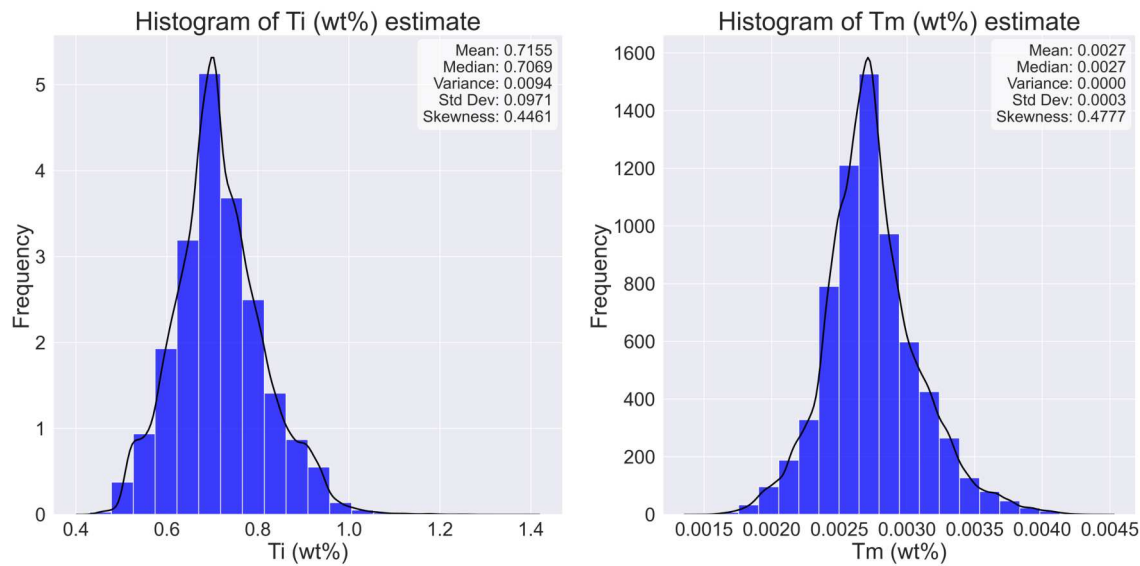 Histogram of Ti (wt%) estimate
Mean: 0.7155
Median: 0.7069
Variance: 0.0094
Std Dev: 0.0971
Skewness: 0.4461
Frequency
5
4
3
2
1
0
0.4 0.6 0.8 1.0 1.2 1.4
Ti (wt%)
Histogram of Tm (wt%) estimate
Mean: 0.0027
Median: 0.0027
Variance: 0.0000
Std Dev: 0.0003
Skewness: 0.4777
Frequency
1600
1400
1200
1000
800
600
400
200
0
0.0015 0.0020 0.0025 0.0030 0.0035 0.0040 0.0045
Tm (wt%)